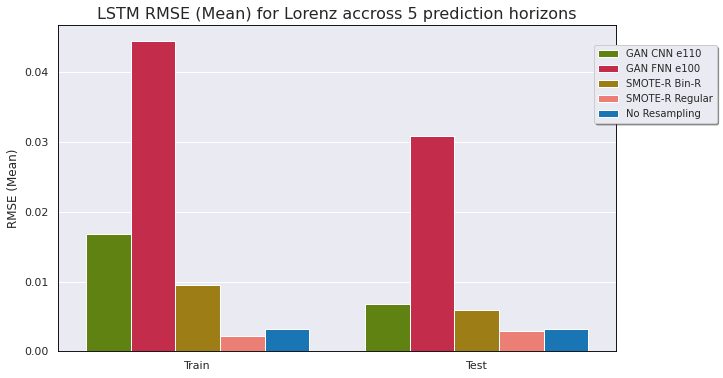 LSTM RMSE (Mean) for Lorenz accross 5 prediction horizons
GAN CNN e110
GAN FNN e100
SMOTE-R Bin-R
SMOTE-R Regular
No Resampling
RMSE (Mean)
0.04
0.03
0.02
0.01
0.00
Train
Test